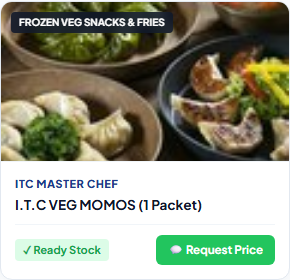 FROZEN VEG SNACKS & FRIES
ITC MASTER CHEF
I.T.C VEG MOMOS (1 Packet)
✓ Ready Stock
Request Price